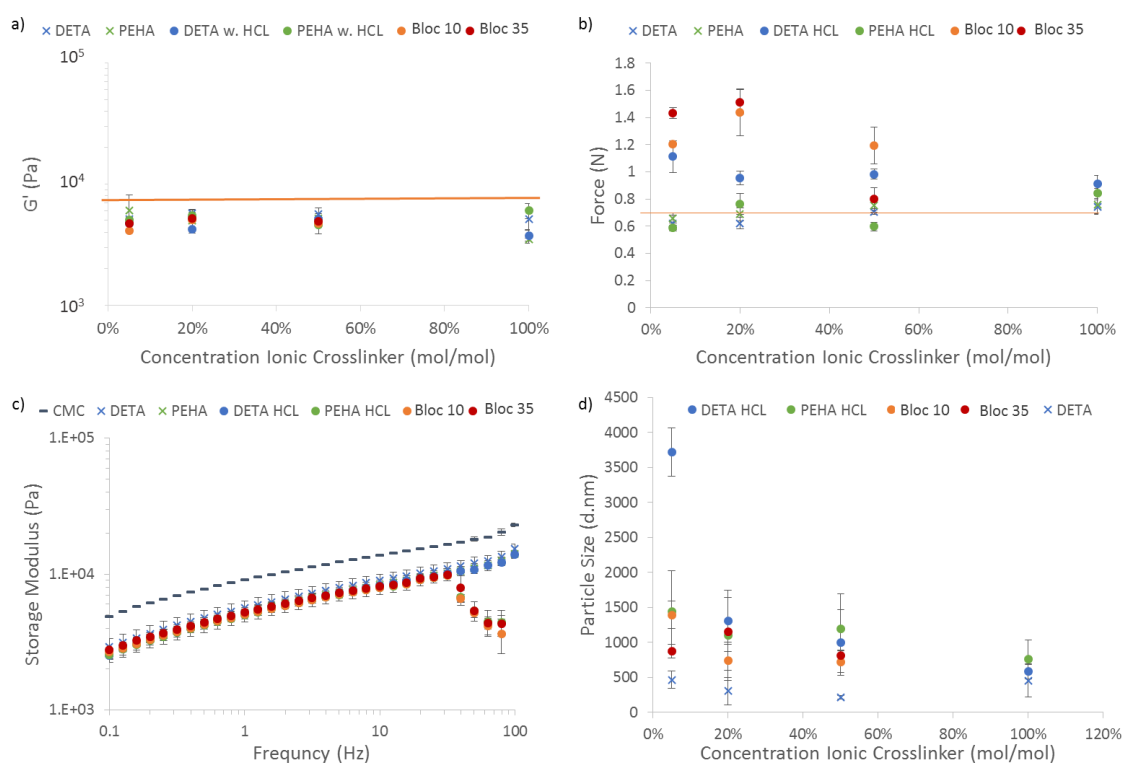 a) DETA PEHA DETA w. HCL PEHA w. HCL Bloc 10 Bloc 35
10⁵
10⁴
10³
G' (Pa)
0% 20% 40% 60% 80% 100%
Concentration Ionic Crosslinker (mol/mol)
b) DETA PEHA DETA HCL PEHA HCL Bloc 10 Bloc 35
1.8
1.6
1.4
1.2
1
0.8
0.6
0.4
0.2
0
Force (N)
0% 20% 40% 60% 80% 100%
Concentration Ionic Crosslinker (mol/mol)
c) CMC DETA PEHA DETA HCL PEHA HCL Bloc 10 Bloc 35
1.E+05
1.E+04
1.E+03
Storage Modulus (Pa)
0.1 1 10 100
Frequncy (Hz)
d) DETA HCL PEHA HCL Bloc 10 Bloc 35 DETA
4500
4000
3500
3000
2500
2000
1500
1000
500
0
Particle Size (d.nm)
0% 20% 40% 60% 80% 100% 120%
Concentration Ionic Crosslinker (mol/mol)